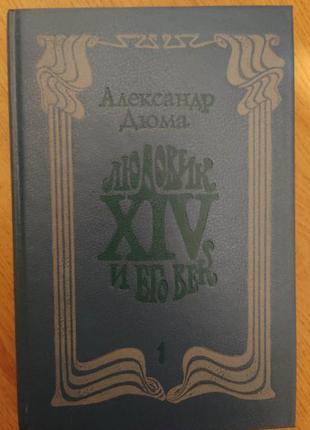 Александр
Дюма
ЛЮДОВИК
XIV
И ЕГО ВЕК
1